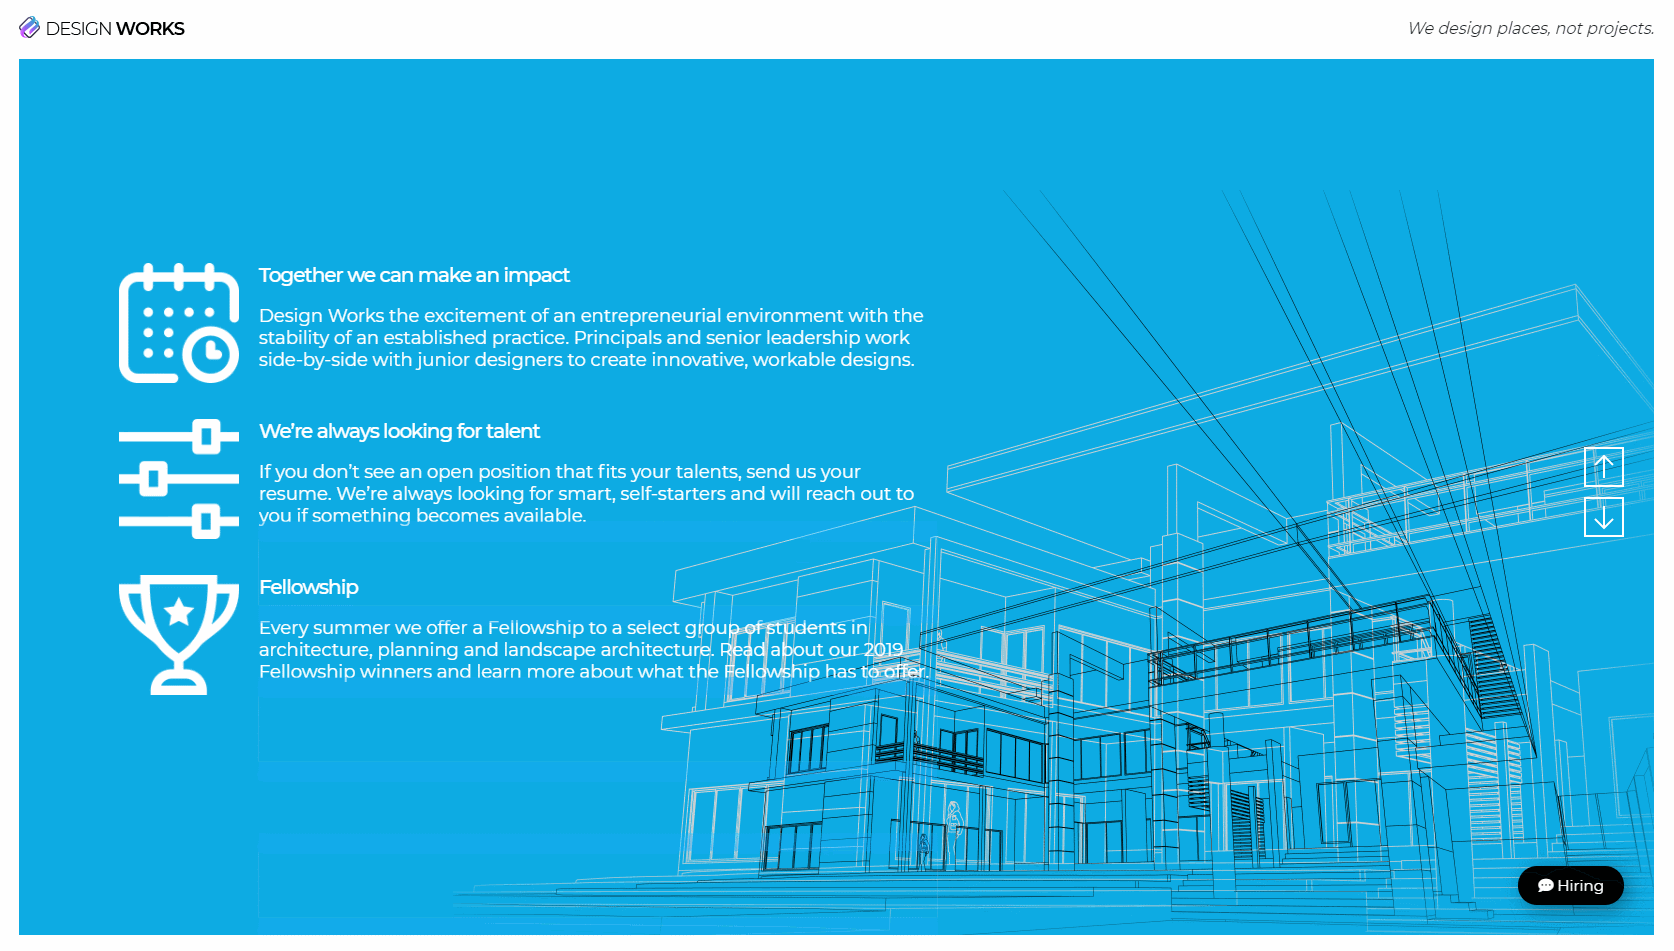 DESIGN WORKS
We design places, not projects.
Together we can make an impact
Design Works the excitement of an entrepreneurial environment with the
stability of an established practice. Principals and senior leadership work
side-by-side with junior designers to create innovative, workable designs.
We’re always looking for talent
If you don’t see an open position that fits your talents, send us your
resume. We’re always looking for smart, self-starters and will reach out to
you if something becomes available.
Fellowship
Every summer we offer a Fellowship to a select group of students in
architecture, planning and landscape architecture. Read about our 2019
Fellowship winners and learn more about what the Fellowship has to offer.
Hiring